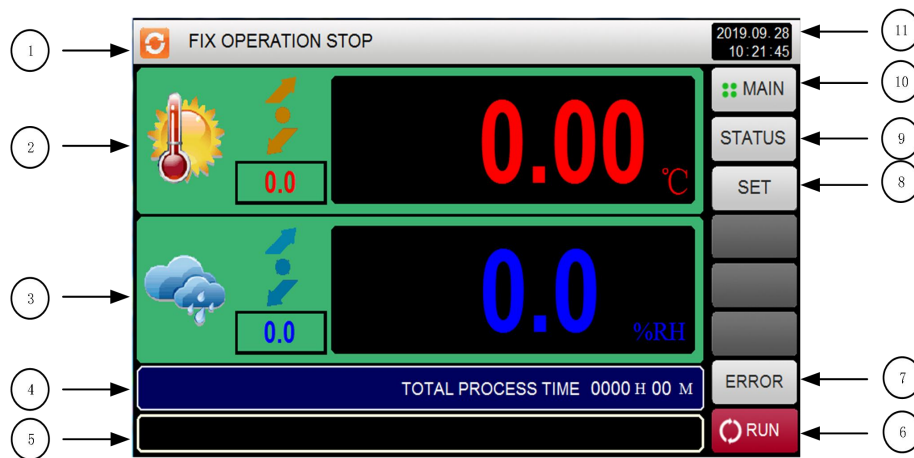 1
FIX OPERATION STOP
2019.09.28
10:21:45
11
MAIN
10
2
0.0
0.00
℃
STATUS
9
SET
8
3
0.0
0.0
%RH
4
TOTAL PROCESS TIME 0000 H 00 M
ERROR
7
5
RUN
6